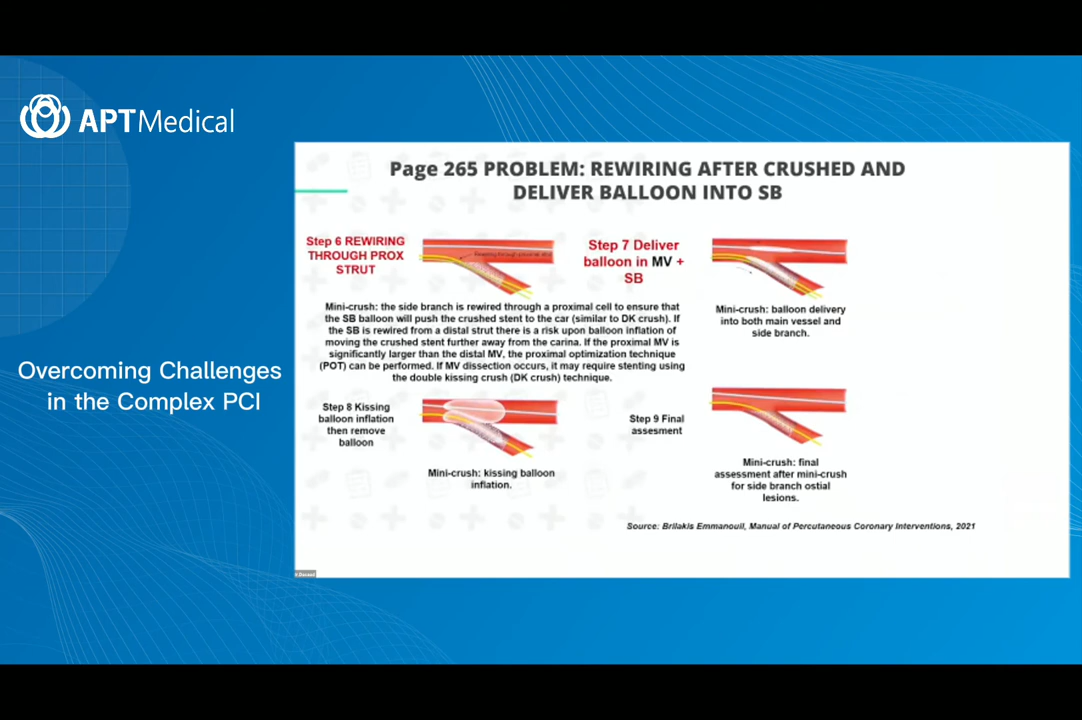 APTMedical
Page 265 PROBLEM: REWIRING AFTER CRUSHED AND
DELIVER BALLOON INTO SB
Step 6 REWIRING
THROUGH PROX
STRUT
Step 7 Deliver
balloon in MV +
SB
Mini-crush: the side branch is rewired through a proximal cell to ensure that
the SB balloon will push the crushed stent to the car (similar to DK crush). If
the SB is rewired from a distal strut there is a risk upon balloon inflation of
moving the crushed stent further away from the carina. If the proximal MV is
significantly larger than the distal MV, the proximal optimization technique
(POT) can be performed. If MV dissection occurs, it may require stenting using
the double kissing crush (DK crush) technique.
Mini-crush: balloon delivery
into both main vessel and
side branch.
Overcoming Challenges
in the Complex PCI
Step 8 Kissing
balloon inflation
then remove
balloon
Mini-crush: kissing balloon
inflation.
Step 9 Final
assesment
Mini-crush: final
assessment after mini-crush
for side branch ostial
lesions.
Source: Brilakis Emmanouil, Manual of Percutaneous Coronary Interventions, 2021